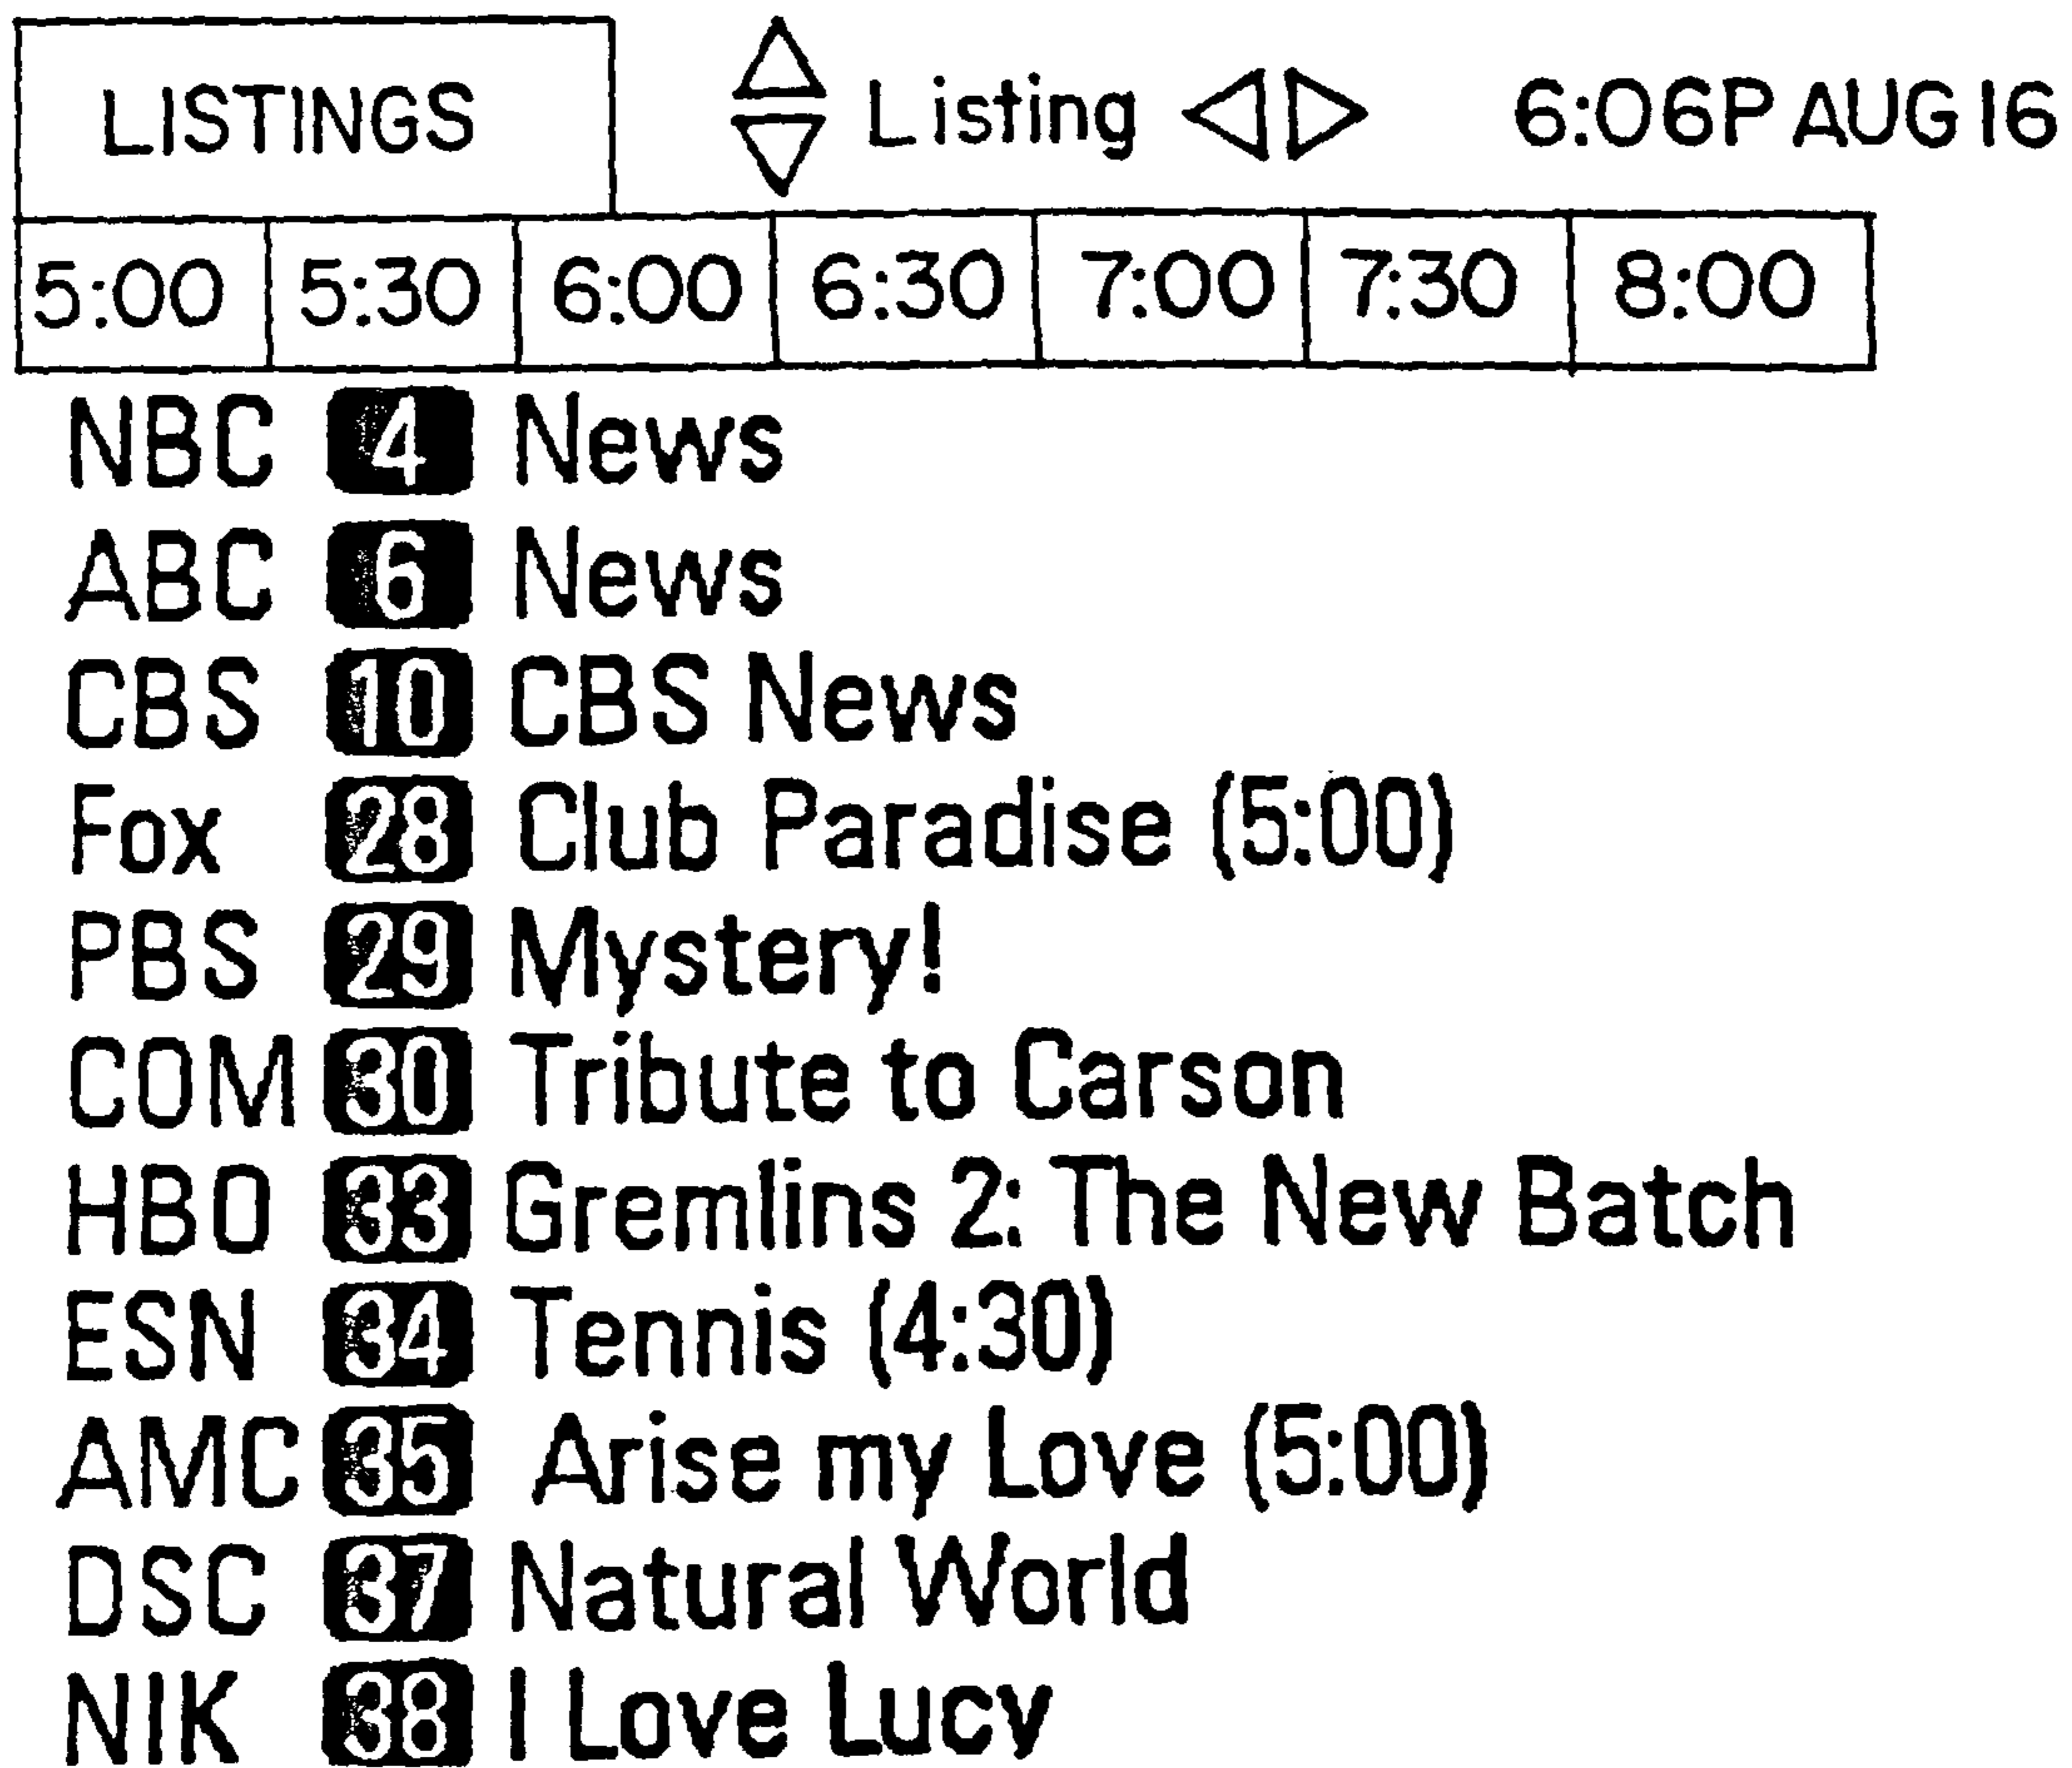 LISTINGS Listing 6:06P AUG 16
5:00 5:30 6:00 6:30 7:00 7:30 8:00
NBC 4 News
ABC 6 News
CBS 10 CBS News
Fox 28 Club Paradise (5:00)
PBS 29 Mystery!
COM 30 Tribute to Carson
HBO 33 Gremlins 2: The New Batch
ESN 34 Tennis (4:30)
AMC 35 Arise my Love (5:00)
DSC 37 Natural World
NIK 38 I Love Lucy